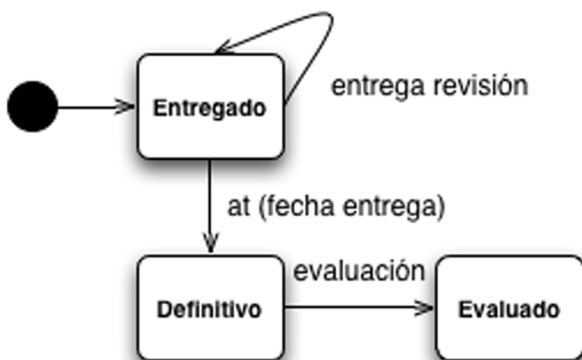 entrega revisión
Entregado
at (fecha entrega)
evaluación
Definitivo
Evaluado